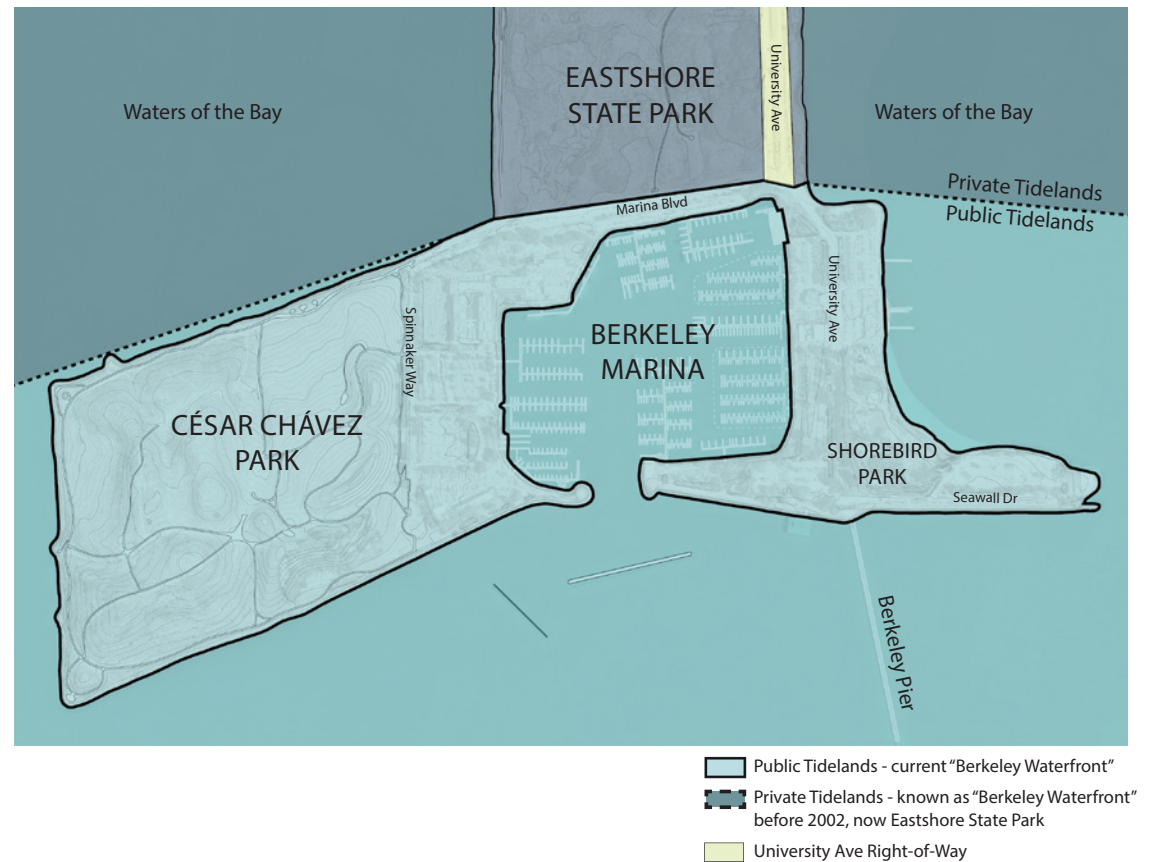 EASTSHORE
STATE PARK
University Ave
Waters of the Bay
Waters of the Bay
Private Tidelands
Public Tidelands
Marina Blvd
University Ave
Spinnaker Way
BERKELEY
MARINA
CÉSAR CHÁVEZ
PARK
SHOREBIRD
PARK
Seawall Dr
Berkeley Pier
Public Tidelands - current “Berkeley Waterfront”
Private Tidelands - known as “Berkeley Waterfront”
before 2002, now Eastshore State Park
University Ave Right-of-Way